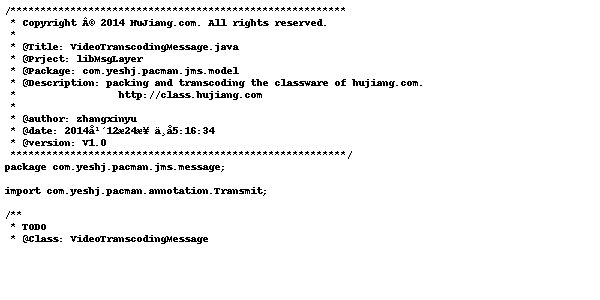 /********************************************************
 * Copyright Â© 2014 HuJiang.com. All rights reserved.
 *
 * @Title: VideoTranscodingMessage.java
 * @Prject: libMsgLayer
 * @Package: com.yeshj.pacman.jms.model
 * @Description: packing and transcoding the classware of hujiang.com.
 *                 http://class.hujiang.com
 *
 * @author: zhangxinyu
 * @date: 2014å¹´12æ24æ¥ ä¸å5:16:34
 * @version: V1.0
 ********************************************************/
package com.yeshj.pacman.jms.message;
import com.yeshj.pacman.annotation.Transmit;
/**
 * TODO
 * @Class: VideoTranscodingMessage